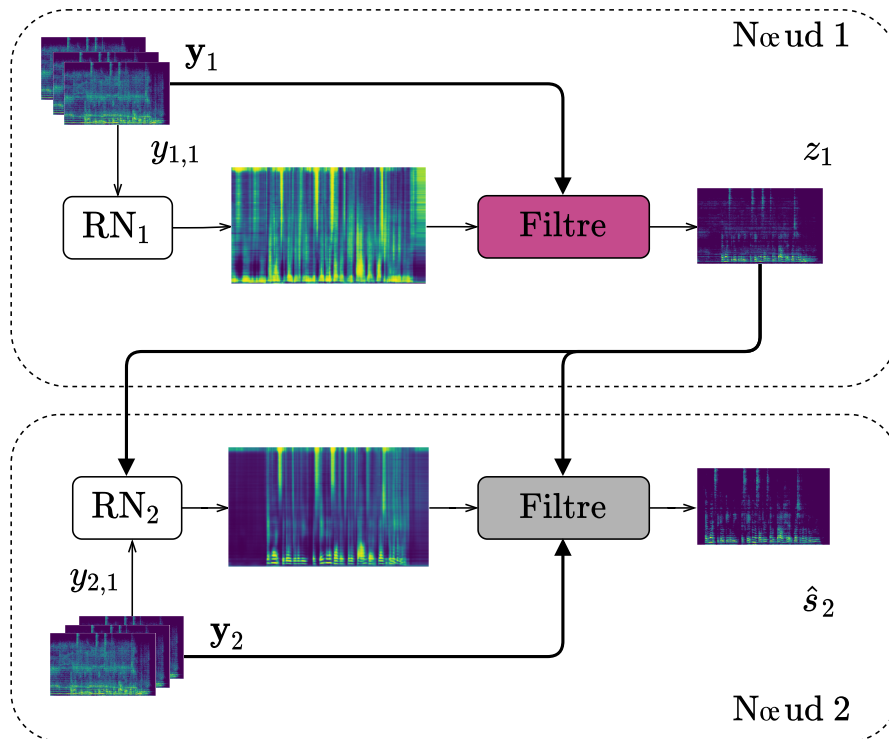 Nœud 1
y₁
y₁,₁
z₁
RN₁
Filtre
RN₂
Filtre
y₂,₁
ŝ₂
y₂
Nœud 2